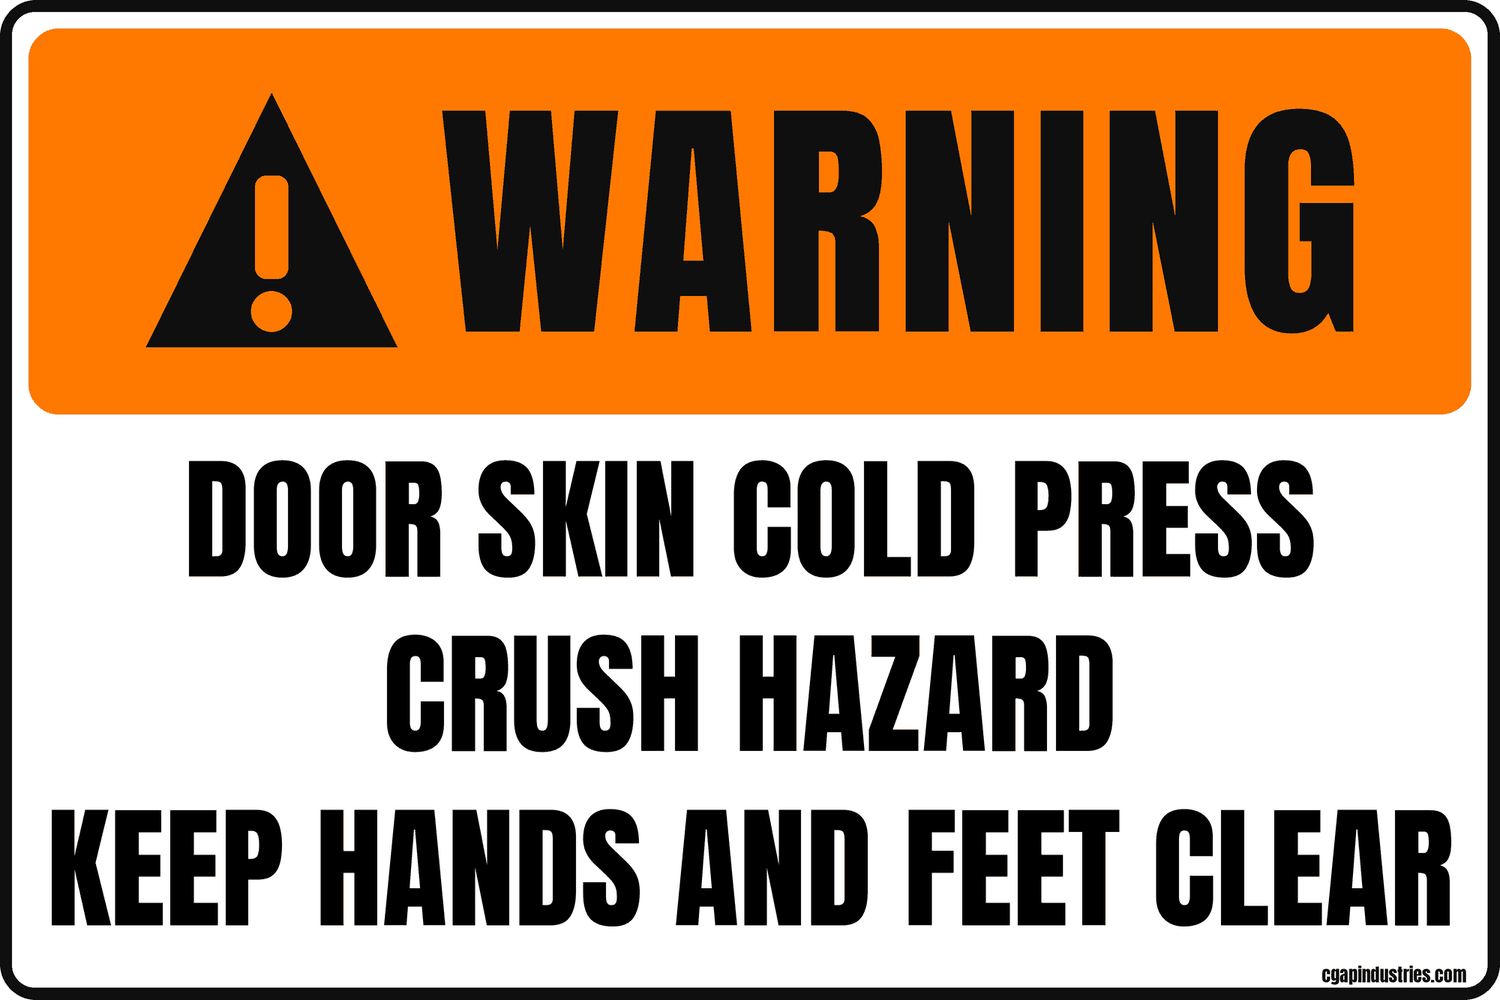 WARNING
DOOR SKIN COLD PRESS
CRUSH HAZARD
KEEP HANDS AND FEET CLEAR
cgapindustries.com